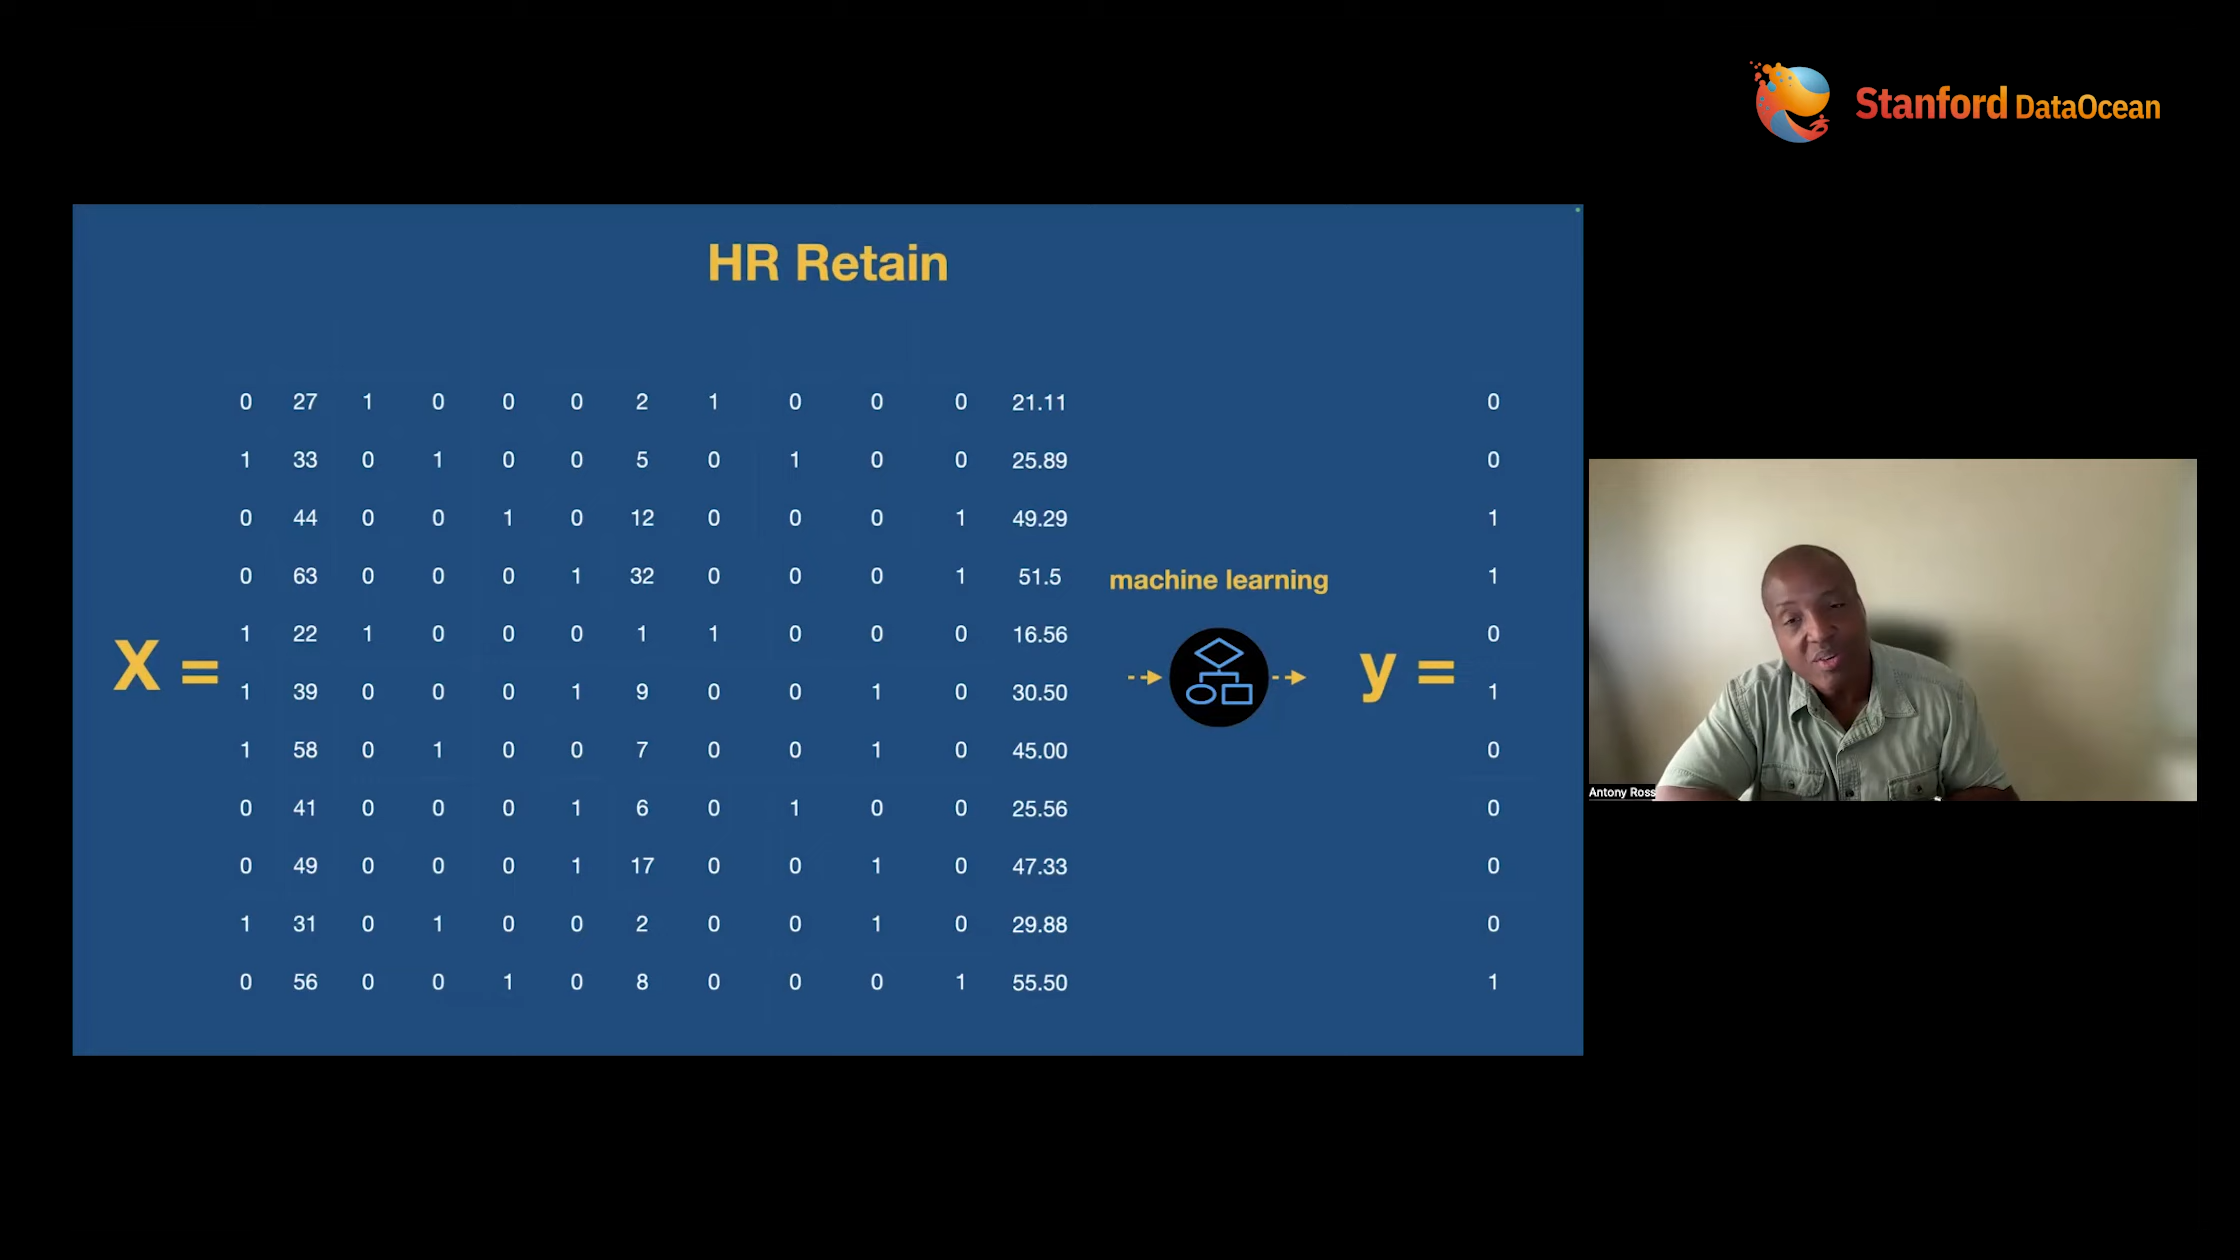 Stanford DataOcean
HR Retain
0 27 1 0 0 0 2 1 0 0 0 21.11 0
1 33 0 1 0 0 5 0 1 0 0 25.89 0
0 44 0 0 1 0 12 0 0 0 1 49.29 1
0 63 0 0 0 1 32 0 0 0 1 51.5 1
machine learning
1 22 1 0 0 0 1 1 0 0 0 16.56 0
X = y =
1 39 0 0 0 1 9 0 0 1 0 30.50 1
1 58 0 1 0 0 7 0 0 1 0 45.00 0
0 41 0 0 0 1 6 0 1 0 0 25.56 0
0 49 0 0 0 1 17 0 0 1 0 47.33 0
1 31 0 1 0 0 2 0 0 1 0 29.88 0
0 56 0 0 1 0 8 0 0 0 1 55.50 1
Antony Ross